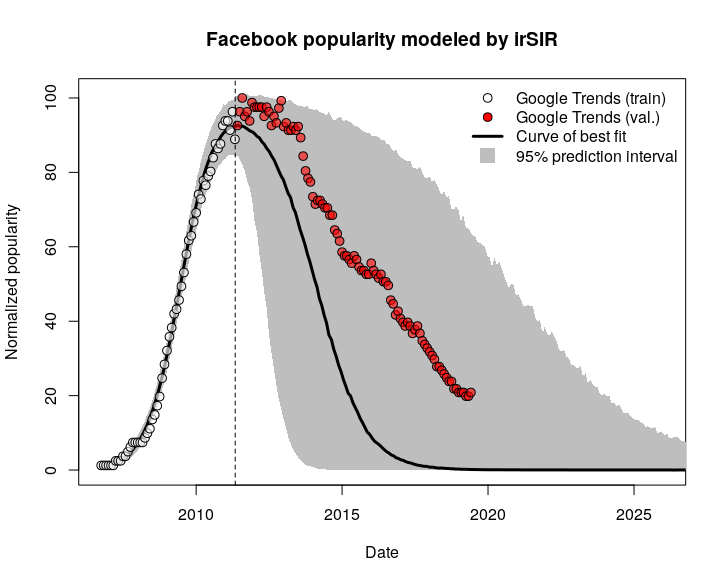 Facebook popularity modeled by irSIR
Google Trends (train)
Google Trends (val.)
Curve of best fit
95% prediction interval
Normalized popularity
100
80
60
40
20
0
2010 2015 2020 2025
Date